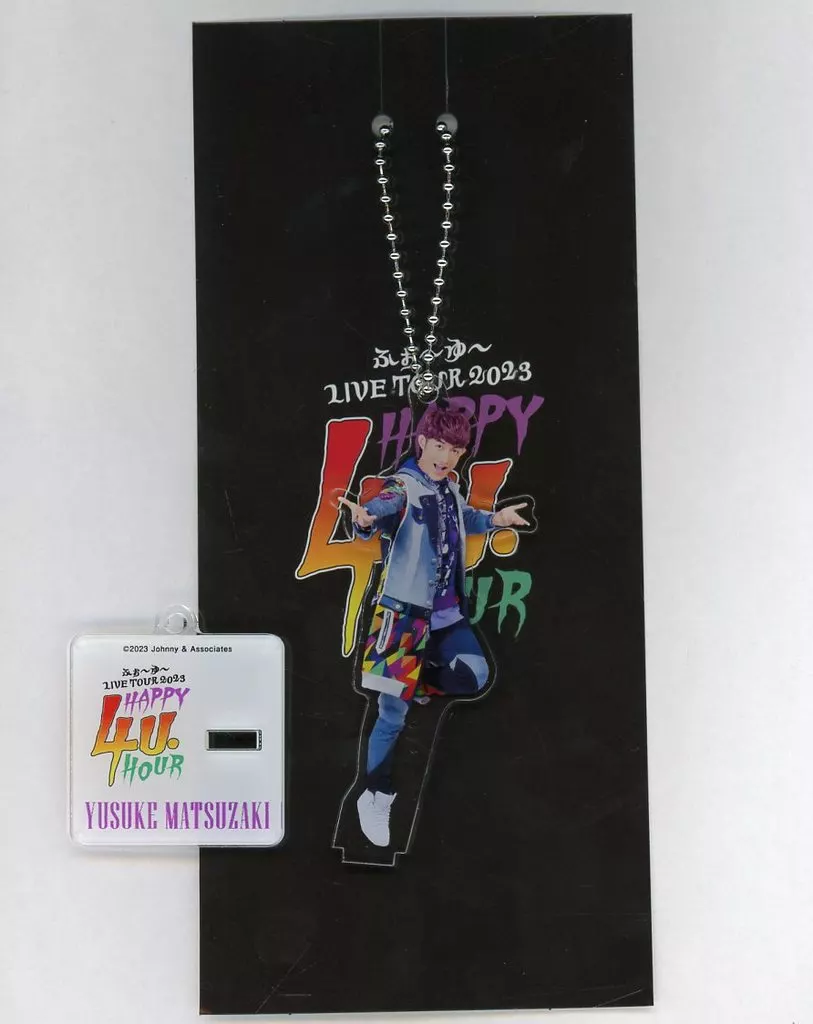 ふぉ〜ゆ〜
LIVE TOUR 2023
HAPPY
4U.
HOUR
©2023 Johnny & Associates
ふぉ〜ゆ〜
LIVE TOUR 2023
HAPPY
4U.
HOUR
YUSUKE MATSUZAKI